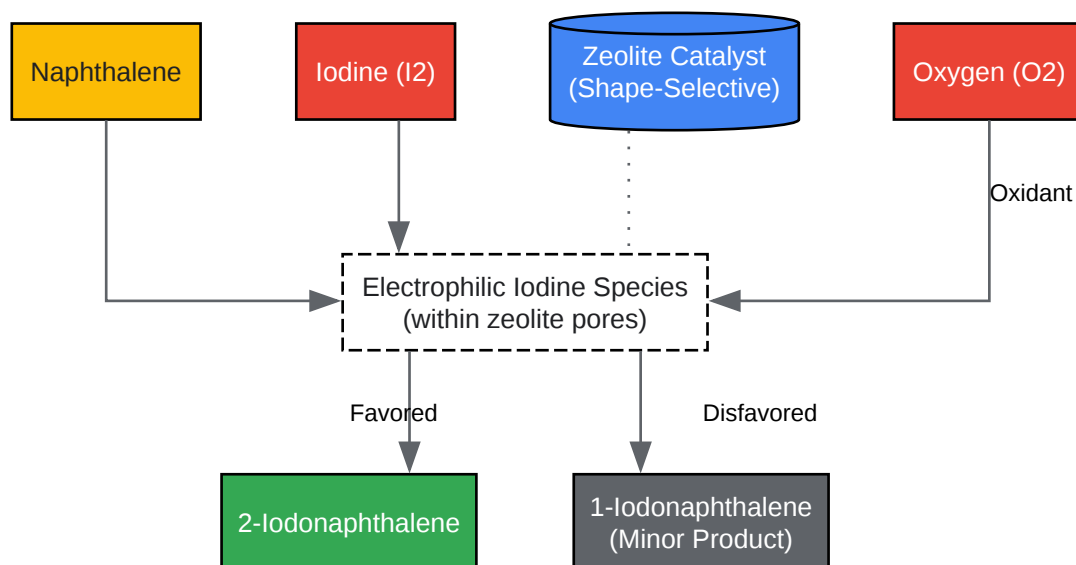 Naphthalene
Iodine (I2)
Zeolite Catalyst
(Shape-Selective)
Oxygen (O2)
Oxidant
Electrophilic Iodine Species
(within zeolite pores)
Favored
Disfavored
2-Iodonaphthalene
1-Iodonaphthalene
(Minor Product)